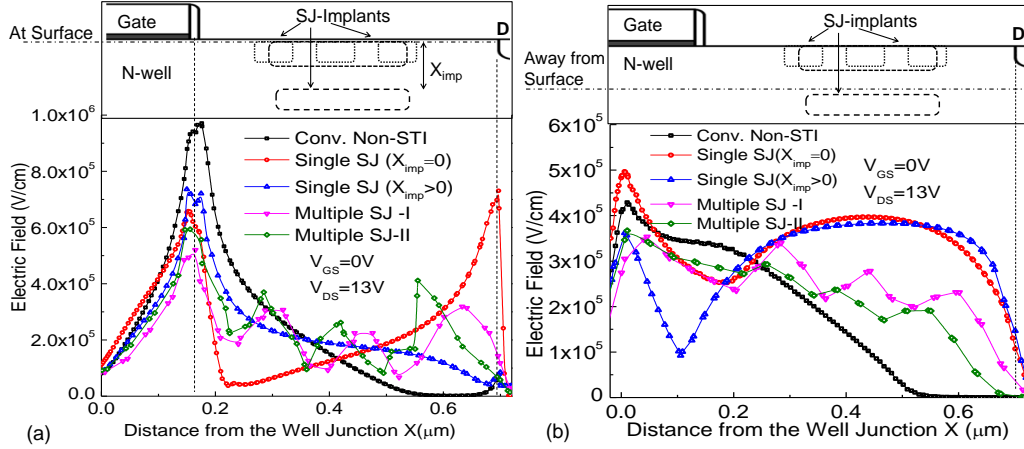 Gate
SJ-Implants
At Surface
D
N-well
X_imp
1.0x10^6
8.0x10^5
6.0x10^5
4.0x10^5
2.0x10^5
0.0
Electric Field (V/cm)
Conv. Non-STI
Single SJ (X_imp=0)
Single SJ (X_imp>0)
Multiple SJ -I
Multiple SJ-II
V_GS=0V
V_DS=13V
0.0 0.2 0.4 0.6
Distance from the Well Junction X(μm)
(a)
Gate
SJ-implants
D
N-well
Away from
Surface
6x10^5
5x10^5
4x10^5
3x10^5
2x10^5
1x10^5
0
Electric Field (V/cm)
Conv. Non-STI
Single SJ(X_imp=0)
Single SJ(X_imp>0)
Multiple SJ-I
Multiple SJ-II
V_GS=0V
V_DS=13V
0.0 0.2 0.4 0.6
Distance from the Well Junction X (μm)
(b)